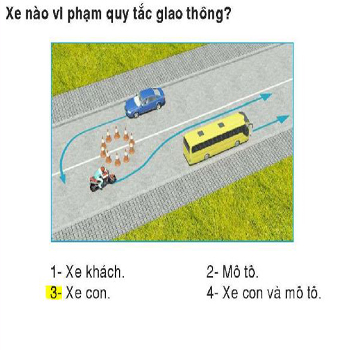 Xe nào vi phạm quy tắc giao thông?
1- Xe khách.
2- Mô tô.
3- Xe con.
4- Xe con và mô tô.